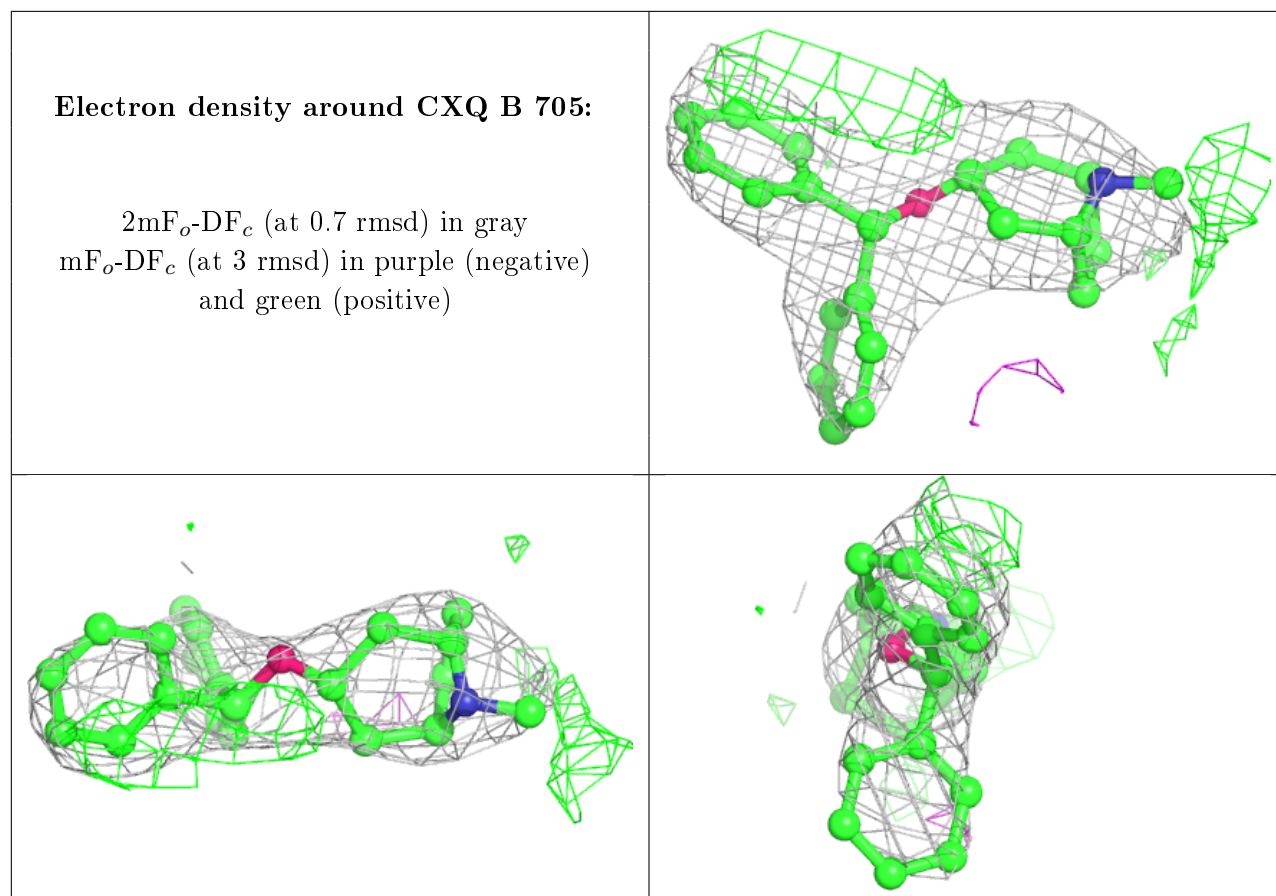 Electron density around CXQ B 705:
2mFo-DFc (at 0.7 rmsd) in gray
mFo-DFc (at 3 rmsd) in purple (negative)
and green (positive)